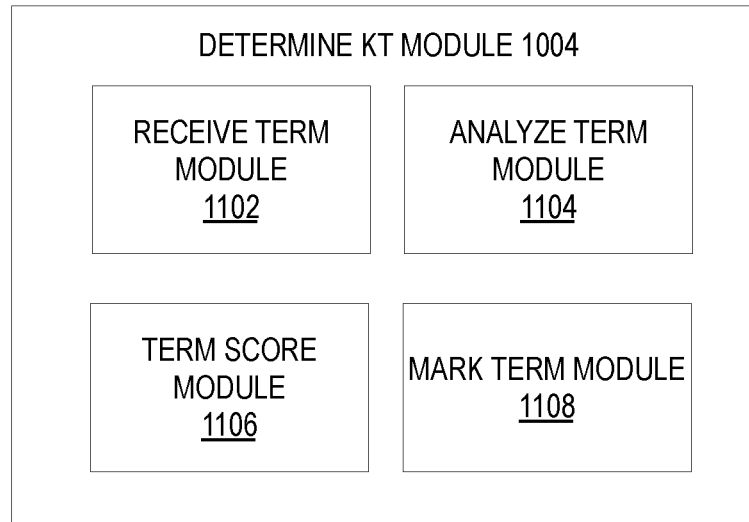 DETERMINE KT MODULE 1004
RECEIVE TERM
MODULE
1102
ANALYZE TERM
MODULE
1104
TERM SCORE
MODULE
1106
MARK TERM MODULE
1108